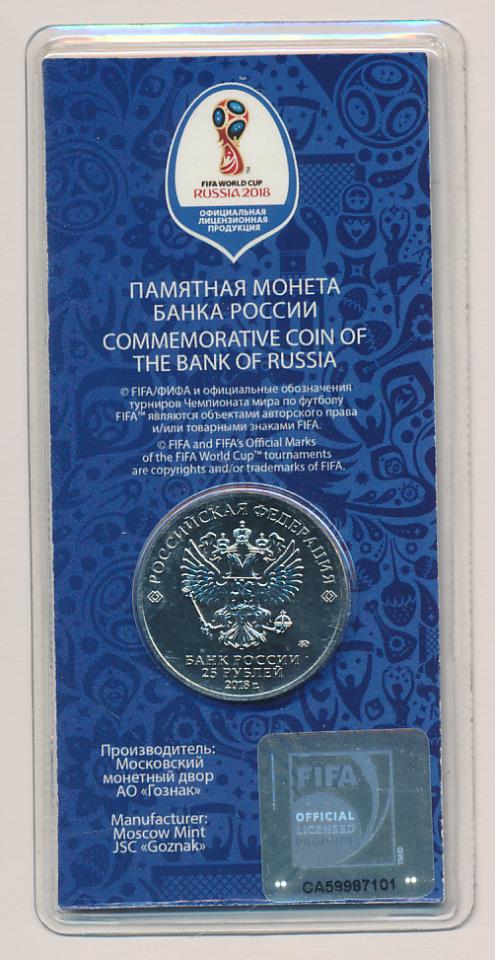 FIFA WORLD CUP
RUSSIA 2018
ОФИЦИАЛЬНАЯ
ЛИЦЕНЗИОННАЯ
ПРОДУКЦИЯ
ПАМЯТНАЯ МОНЕТА
БАНКА РОССИИ
COMMEMORATIVE COIN OF
THE BANK OF RUSSIA
© FIFA/ФИФА и официальные обозначения
турниров Чемпионата мира по футболу
FIFA™ являются объектами авторского права
и/или товарными знаками FIFA.
© FIFA and FIFA's Official Marks
of the FIFA World Cup™ tournaments
are copyrights and/or trademarks of FIFA.
РОССИЙСКАЯ ФЕДЕРАЦИЯ
БАНК РОССИИ
25 РУБЛЕЙ
2018 г.
Производитель:
Московский
монетный двор
АО «Гознак»
Manufacturer:
Moscow Mint
JSC «Goznak»
FIFA
OFFICIAL
LICENSED
PRODUCT
TMO
CA59987101